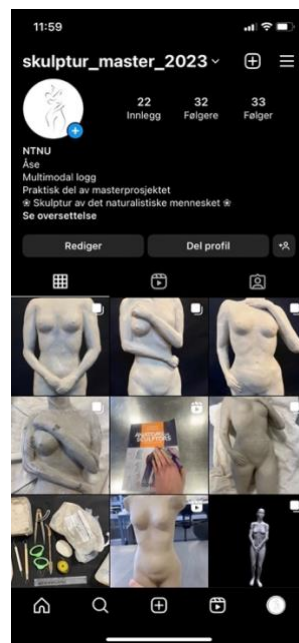 11:59
skulptur_master_2023
22 32 33
Innlegg Følgere Følger
NTNU
Åse
Multimodal logg
Praktisk del av masterprosjektet
❀ Skulptur av det naturalistiske mennesket ❀
Se oversettelse
Rediger Del profil
ANATOMY
SCULPTORS